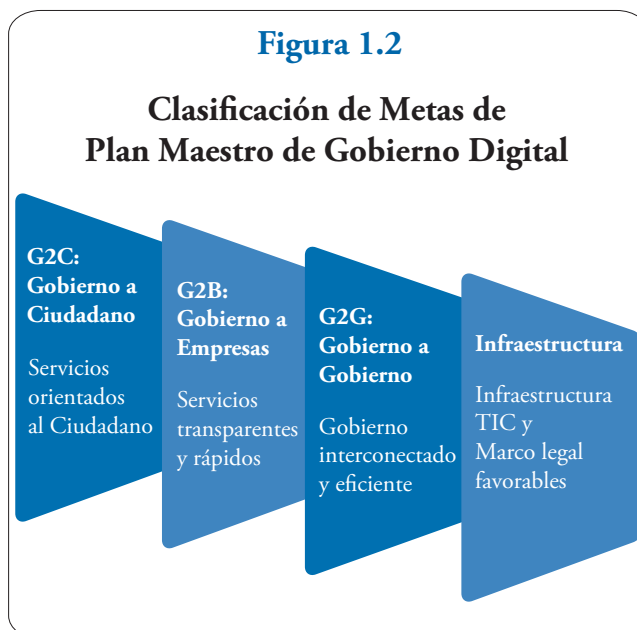 Figura 1.2
Clasificación de Metas de
Plan Maestro de Gobierno Digital
G2C:
Gobierno a
Ciudadano
Servicios
orientados
al Ciudadano
G2B:
Gobierno a
Empresas
Servicios
transparentes
y rápidos
G2G:
Gobierno a
Gobierno
Gobierno
interconectado
y eficiente
Infraestructura
Infraestructura
TIC y
Marco legal
favorables